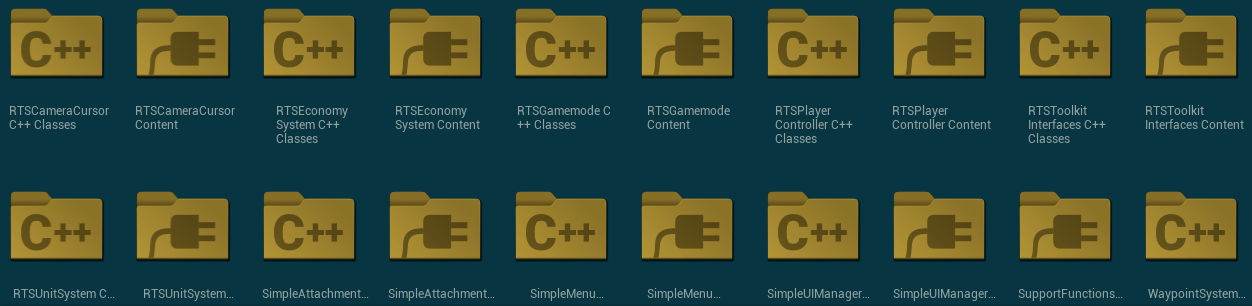 C++ C++ C++ C++ C++
RTSCameraCursor C++ Classes
RTSCameraCursor Content
RTSEconomy System C++ Classes
RTSEconomy System Content
RTSGamemode C++ Classes
RTSGamemode Content
RTSPlayer Controller C++ Classes
RTSPlayer Controller Content
RTSToolkit Interfaces C++ Classes
RTSToolkit Interfaces Content
C++ C++ C++ C++ C++
RTSUnitSystem C...
RTSUnitSystem...
SimpleAttachment...
SimpleAttachment...
SimpleMenu...
SimpleMenu...
SimpleUIManager...
SimpleUIManager...
SupportFunctions...
WaypointSystem...